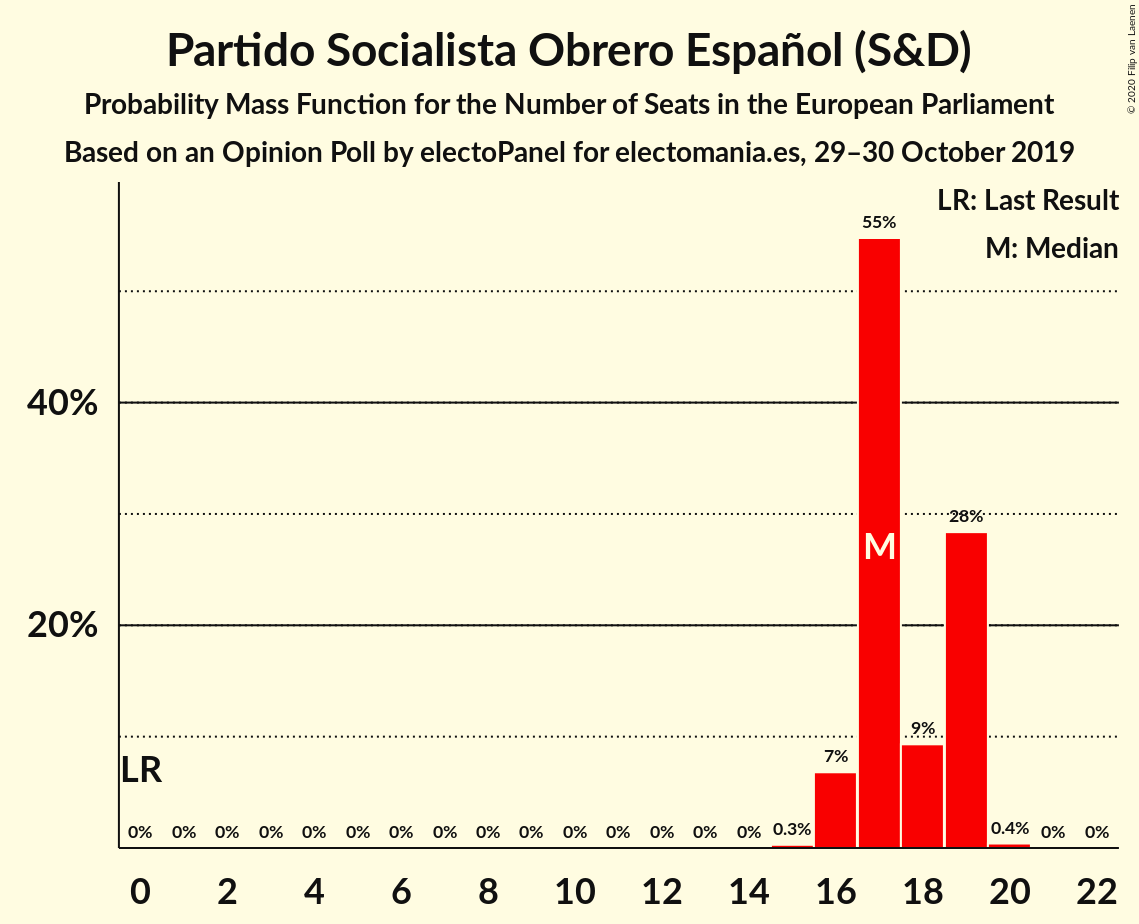 Partido Socialista Obrero Español (S&D)
Probability Mass Function for the Number of Seats in the European Parliament
Based on an Opinion Poll by electoPanel for electomania.es, 29–30 October 2019
© 2020 Filip van Laenen
LR: Last Result
M: Median
55%
40%
28%
M
20%
9%
7%
LR
0% 0% 0% 0% 0% 0% 0% 0% 0% 0% 0% 0% 0% 0% 0% 0.3% 0.4% 0% 0%
0 2 4 6 8 10 12 14 16 18 20 22